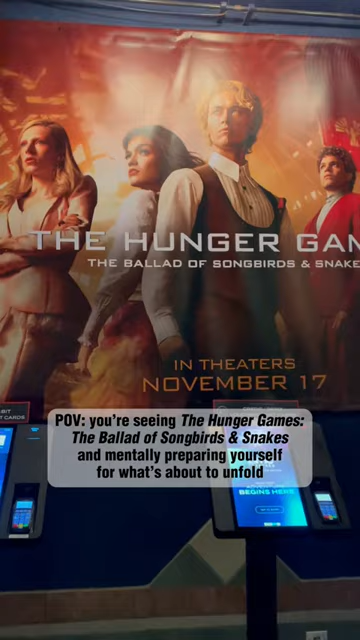 THE HUNGER GAM
THE BALLAD OF SONGBIRDS & SNAKE
IN THEATERS
NOVEMBER 17
POV: you’re seeing The Hunger Games:
The Ballad of Songbirds & Snakes
and mentally preparing yourself
for what’s about to unfold
BEGINS HERE